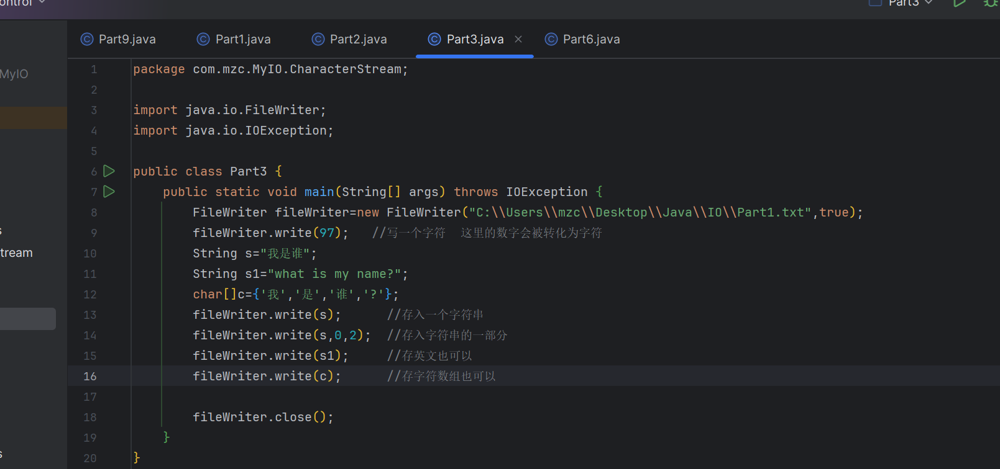 Part3
Part9.java Part1.java Part2.java Part3.java Part6.java
MyIO
tream
1 package com.mzc.MyIO.CharacterStream;
2
3 import java.io.FileWriter;
4 import java.io.IOException;
5
6 public class Part3 {
7 public static void main(String[] args) throws IOException {
8 FileWriter fileWriter=new FileWriter("C:\\Users\\mzc\\Desktop\\Java\\IO\\Part1.txt",true);
9 fileWriter.write(97); //写一个字符 这里的数字会被转化为字符
10 String s="我是谁";
11 String s1="what is my name?";
12 char[]c={'我','是','谁','?'};
13 fileWriter.write(s); //存入一个字符串
14 fileWriter.write(s,0,2); //存入字符串的一部分
15 fileWriter.write(s1); //存英文也可以
16 fileWriter.write(c); //存字符数组也可以
17
18 fileWriter.close();
19 }
20 }